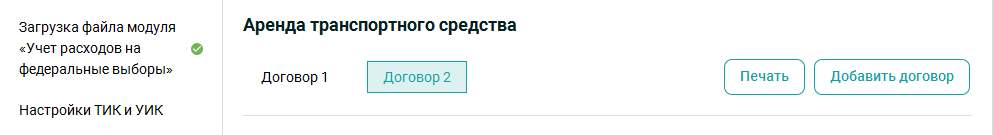 Загрузка файла модуля
«Учет расходов на
федеральные выборы»
Настройки ТИК и УИК
Аренда транспортного средства
Договор 1
Договор 2
Печать
Добавить договор